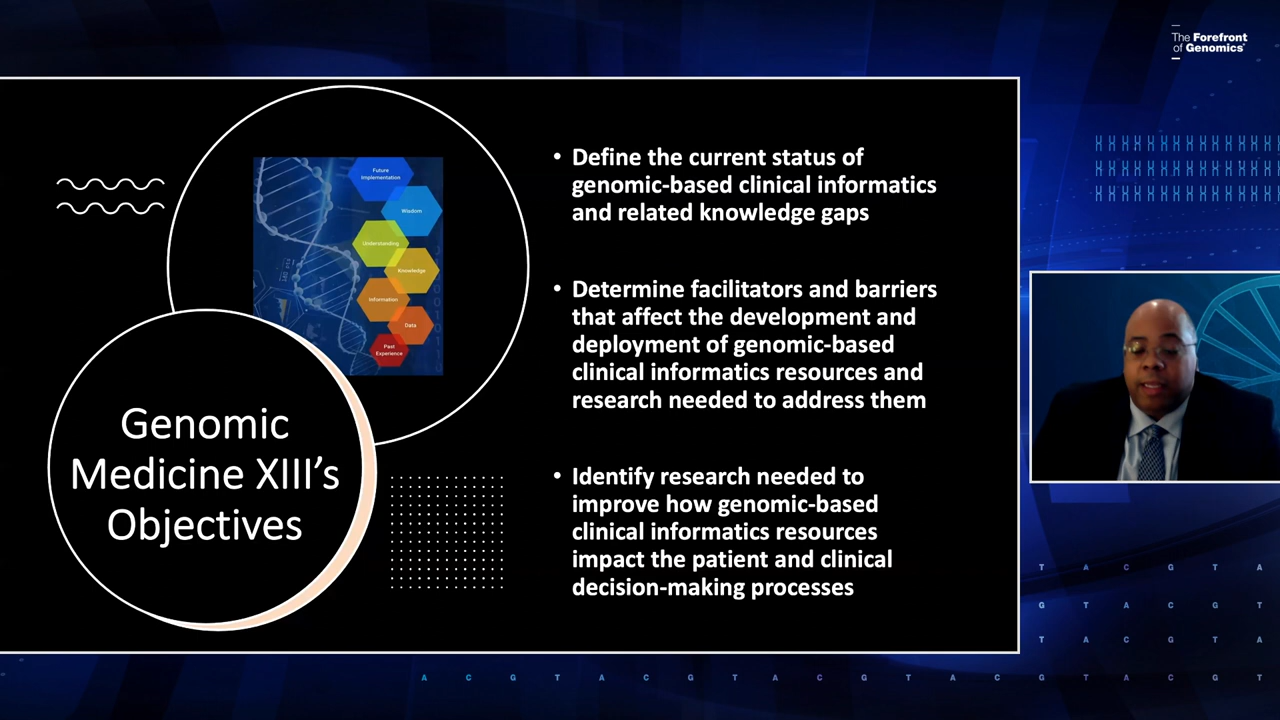 The Forefront
of Genomics®
Future
Implementation
Wisdom
Understanding
Knowledge
Information
Data
Past
Experience
Genomic
Medicine XIII’s
Objectives
• Define the current status of
genomic-based clinical informatics
and related knowledge gaps
• Determine facilitators and barriers
that affect the development and
deployment of genomic-based
clinical informatics resources and
research needed to address them
• Identify research needed to
improve how genomic-based
clinical informatics resources
impact the patient and clinical
decision-making processes
T A C G T A
G T A C G T
T A C G T A
A C G T A C G T A C G T A C G T A C G T